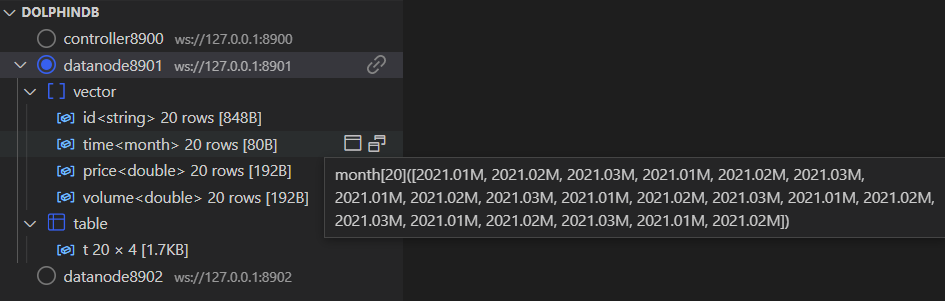 DOLPHINDB
controller8900 ws://127.0.0.1:8900
datanode8901 ws://127.0.0.1:8901
[ ] vector
id<string> 20 rows [848B]
time<month> 20 rows [80B]
price<double> 20 rows [192B]
volume<double> 20 rows [192B]
month[20]([2021.01M, 2021.02M, 2021.03M, 2021.01M, 2021.02M, 2021.03M,
2021.01M, 2021.02M, 2021.03M, 2021.01M, 2021.02M, 2021.03M, 2021.01M, 2021.02M,
2021.03M, 2021.01M, 2021.02M, 2021.03M, 2021.01M, 2021.02M])
table
t 20 × 4 [1.7KB]
datanode8902 ws://127.0.0.1:8902